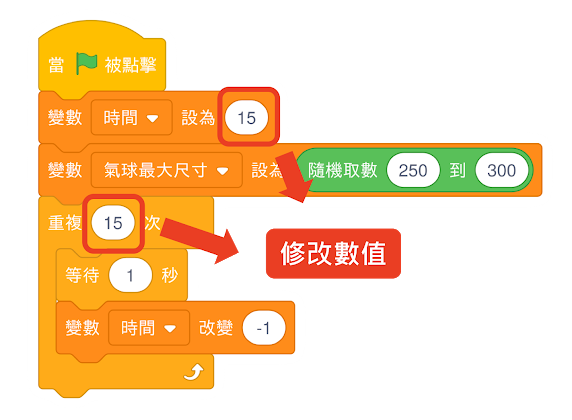 當 被點擊
變數 時間 設為 15
變數 氣球最大尺寸 設為 隨機取數 250 到 300
重複 15 次
修改數值
等待 1 秒
變數 時間 改變 -1